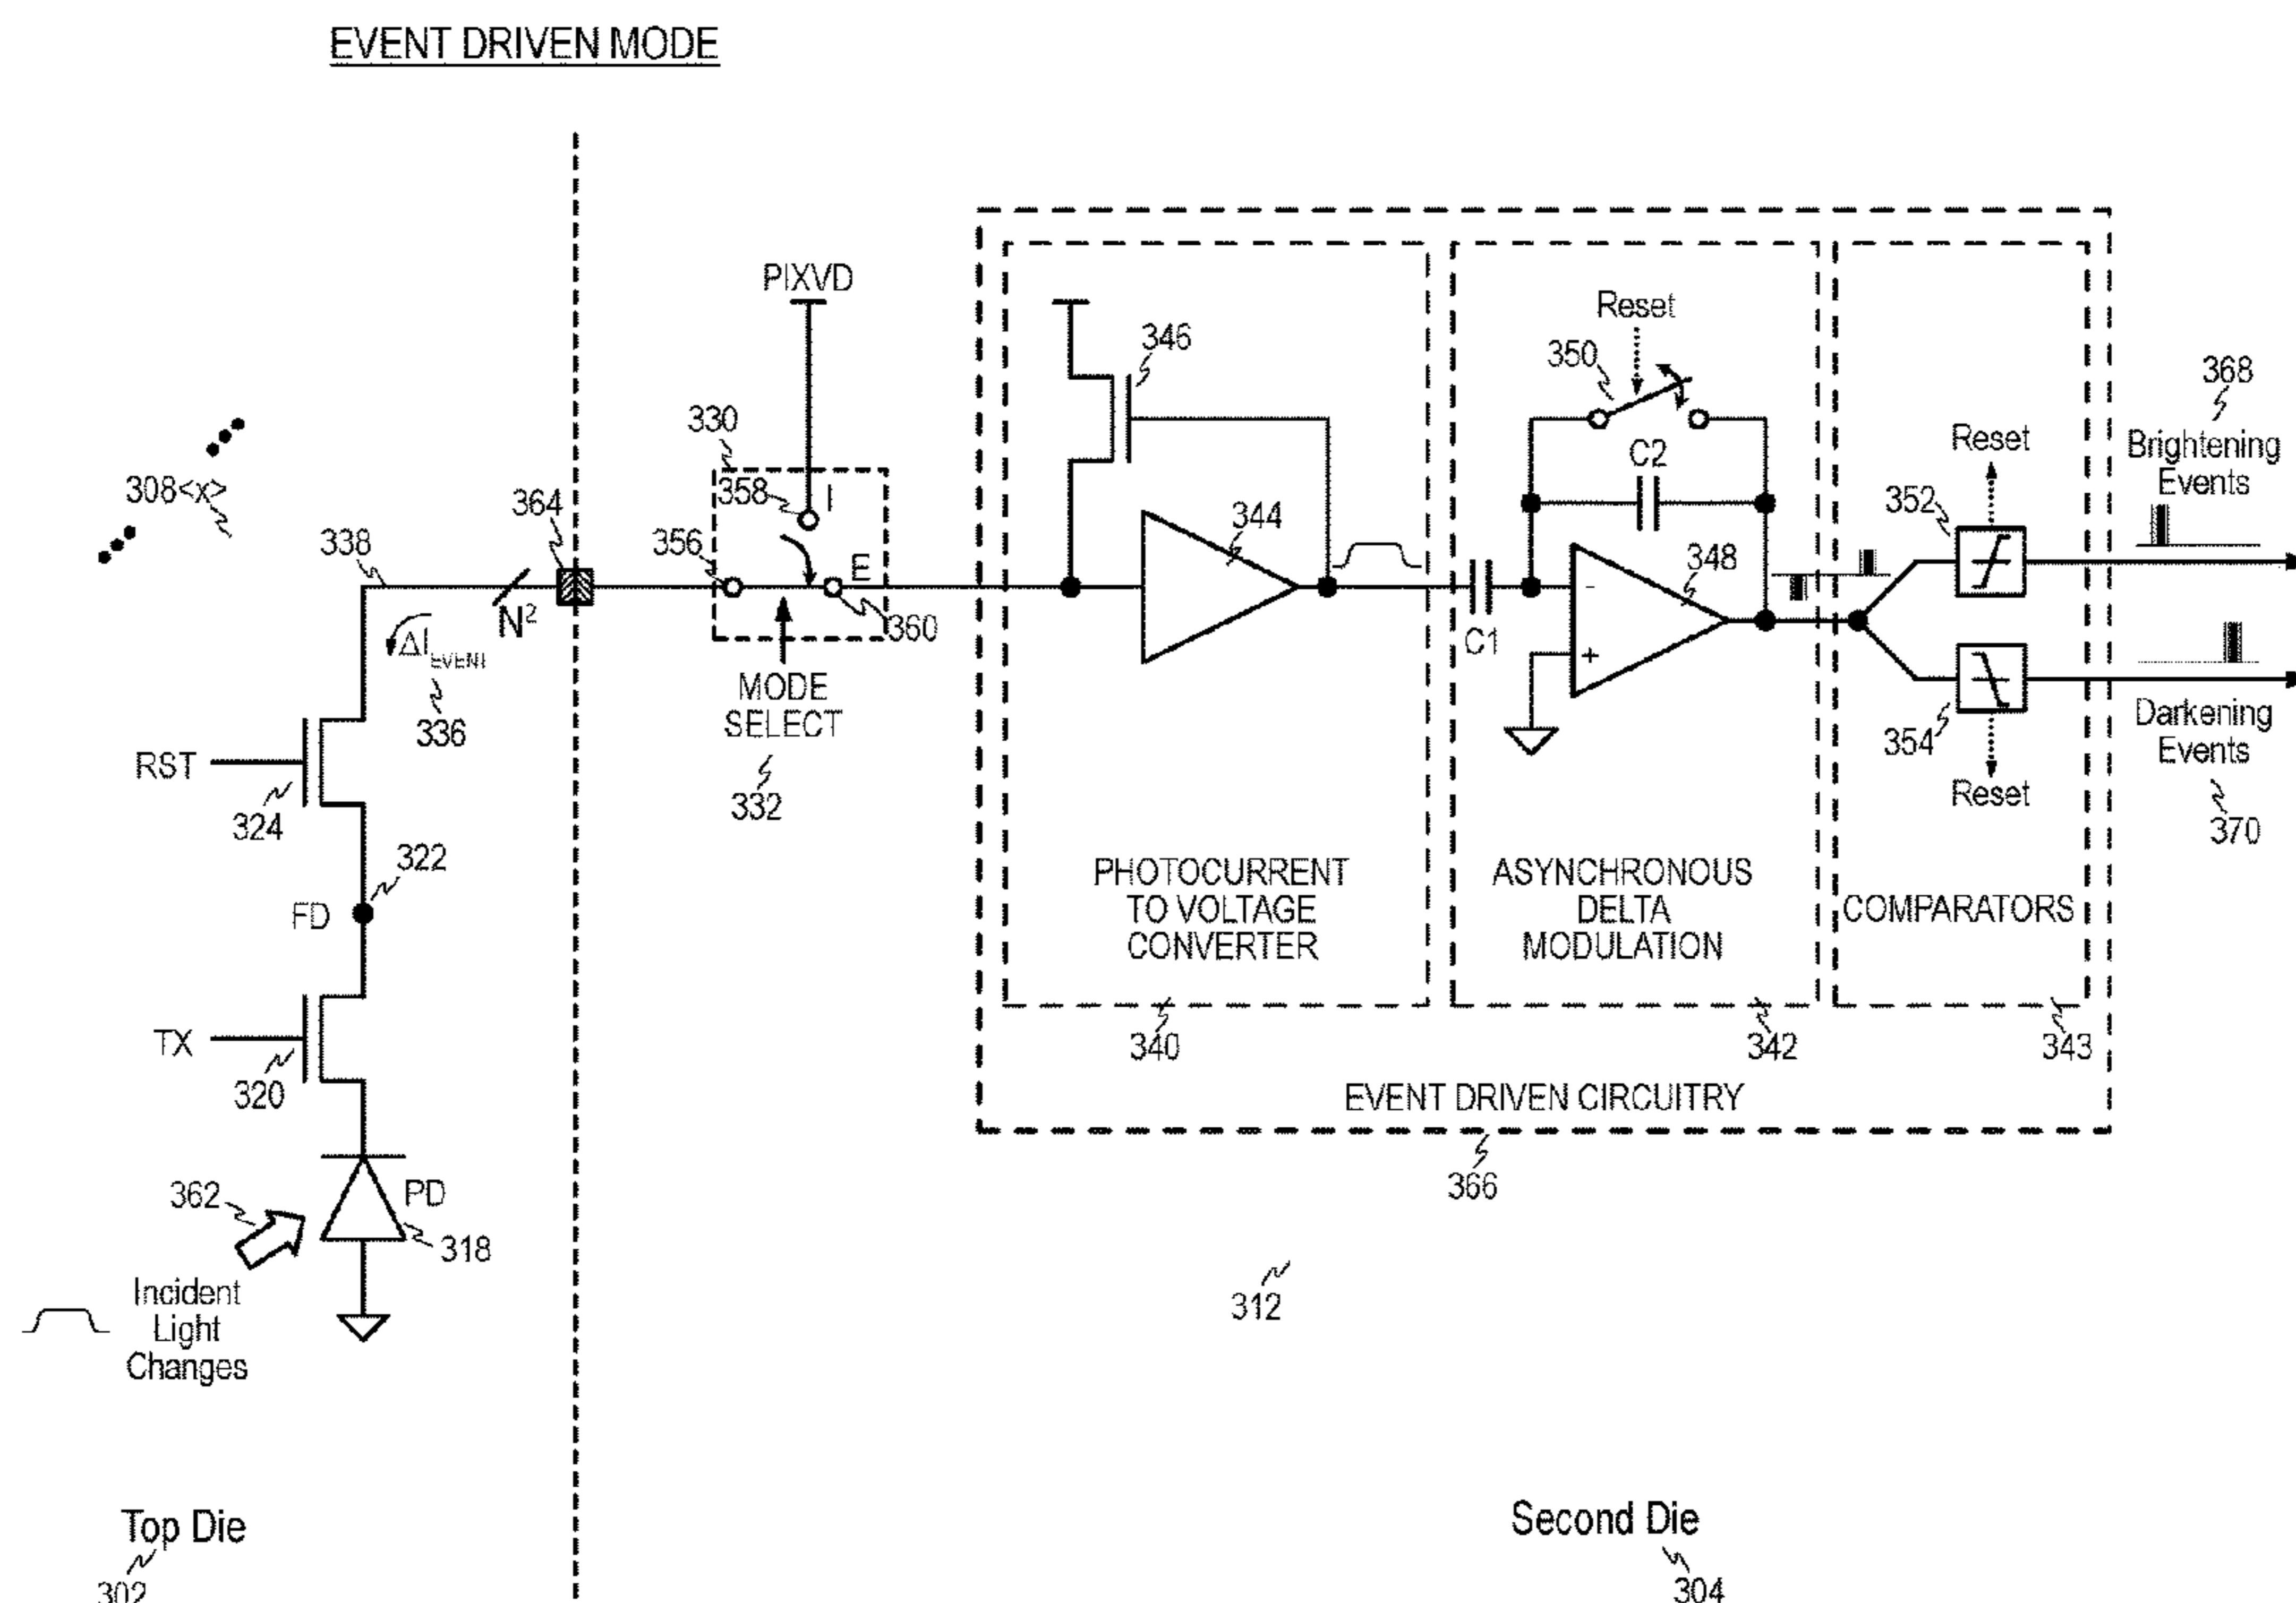 EVENT DRIVEN MODE
PIXVD
Reset
346
350
368
330
C2
Reset
Brightening
Events
308<x>
364
358
I
352
338
356
E
344
348
N²
360
C1
-
+
ΔI EVENT
336
MODE
SELECT
332
354
Darkening
Events
Reset
370
RST
324
322
FD
PHOTOCURRENT
TO VOLTAGE
CONVERTER
ASYNCHRONOUS
DELTA
MODULATION
COMPARATORS
TX
320
340
342
343
EVENT DRIVEN CIRCUITRY
366
362
PD
318
Incident
Light
Changes
312
Top Die
302
Second Die
304